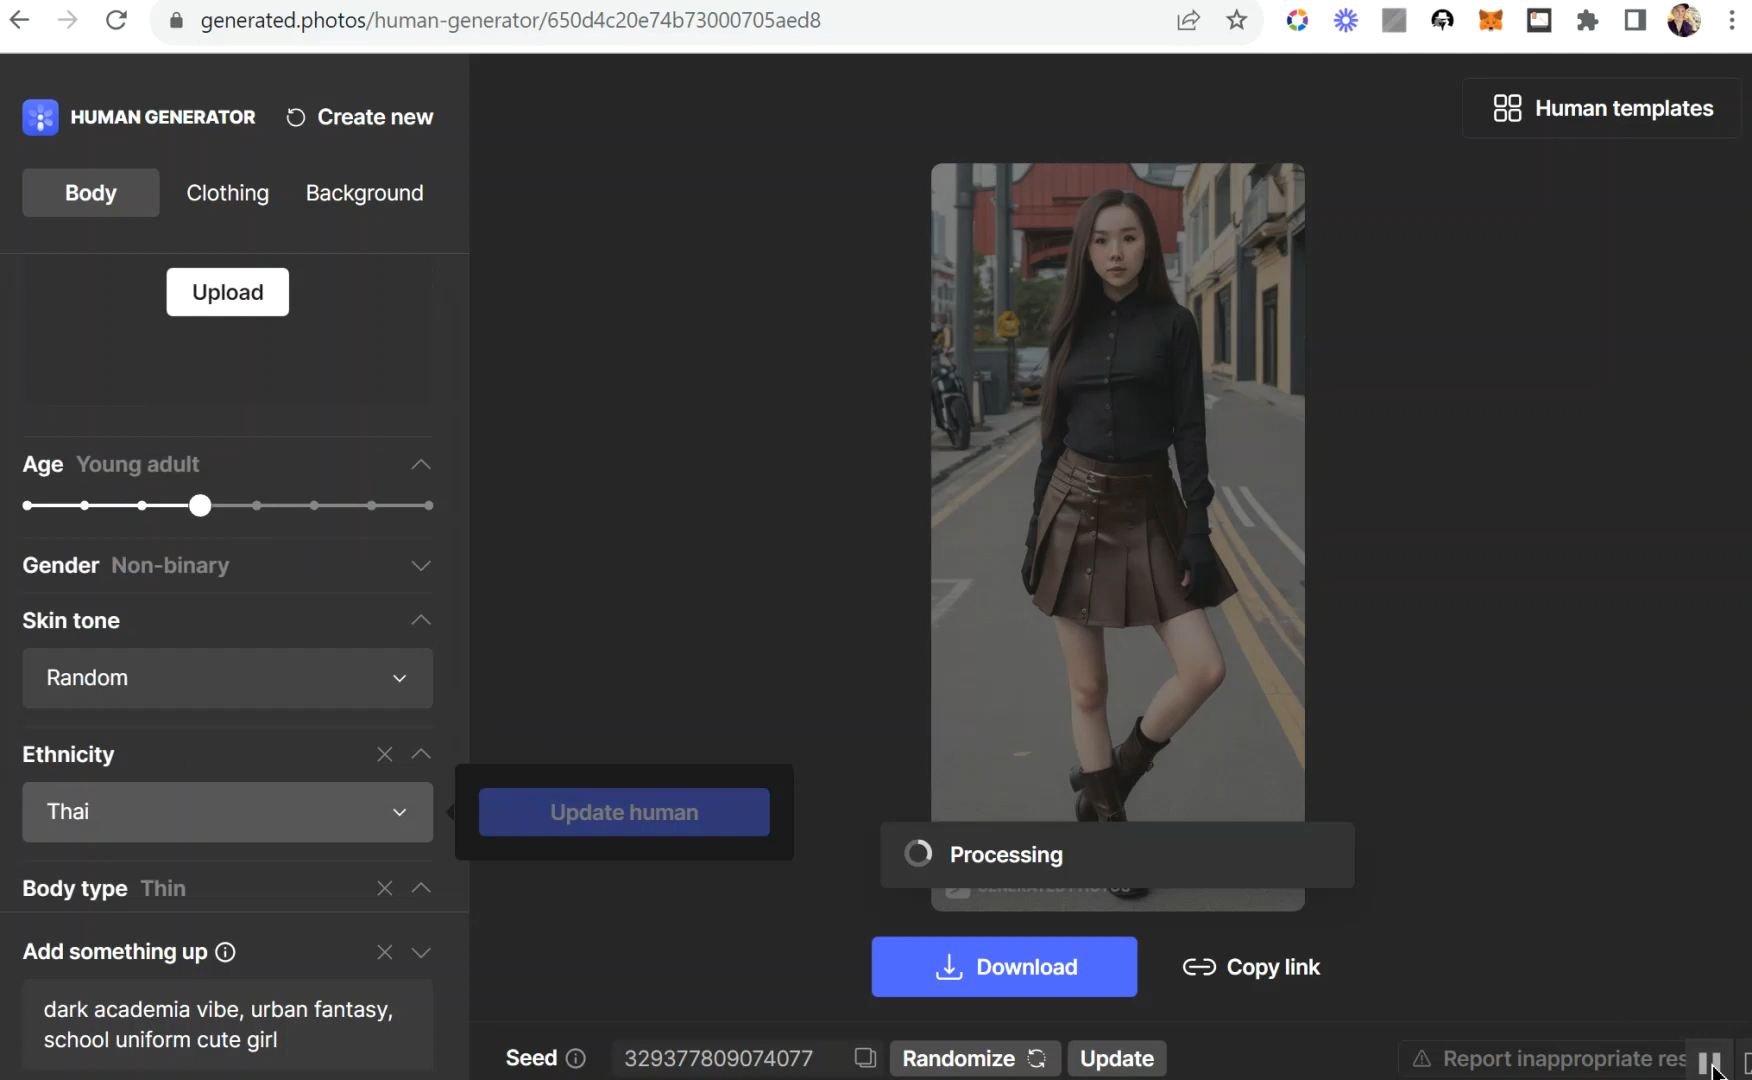 generated.photos/human-generator/650d4c20e74b73000705aed8
HUMAN GENERATOR
Create new
Human templates
Body
Clothing
Background
Upload
Age Young adult
Gender Non-binary
Skin tone
Random
Ethnicity
Thai
Update human
Body type Thin
Processing
GENERATED PHOTOS
Add something up
Download
Copy link
dark academia vibe, urban fantasy,
school uniform cute girl
Seed
329377809074077
Randomize
Update
Report inappropriate res